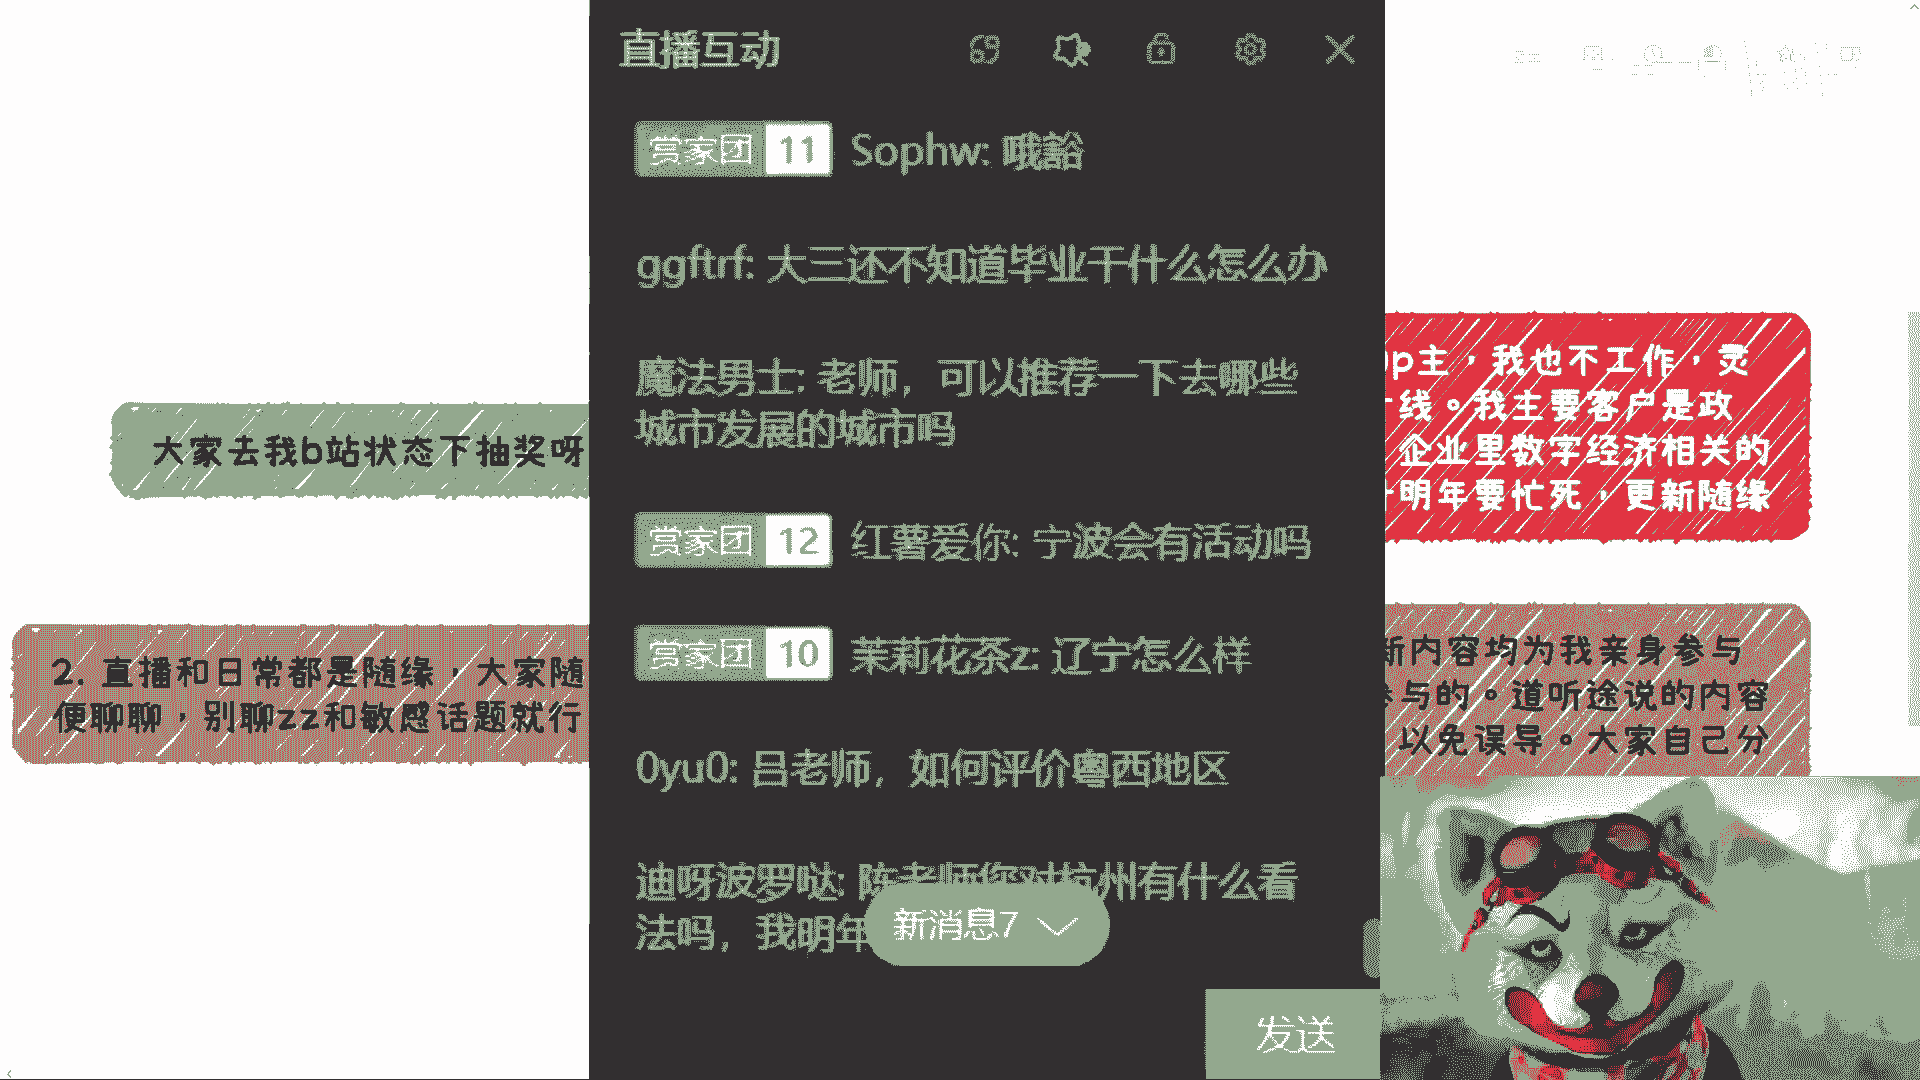 直播互动
赏家团 11 Sophw: 哦豁
ggftrf: 大三还不知道毕业干什么怎么办
魔法男士: 老师，可以推荐一下去哪些
城市发展的城市吗
赏家团 12 红薯爱你: 宁波会有活动吗
赏家团 10 茉莉花茶z: 辽宁怎么样
0yu0: 吕老师，如何评价粤西地区
迪呀波罗哒: 陈老师您对杭州有什么看
法吗，我明年
新消息7
发送
大家去我b站状态下抽奖呀
2. 直播和日常都是随缘，大家随
便聊聊，别聊zz和敏感话题就行
up主，我也不工作，灵
线。我主要客户是政
企业里数字经济相关的
明年要忙死，更新随缘
新内容均为我亲身参与
参与的。道听途说的内容
以免误导。大家自己分